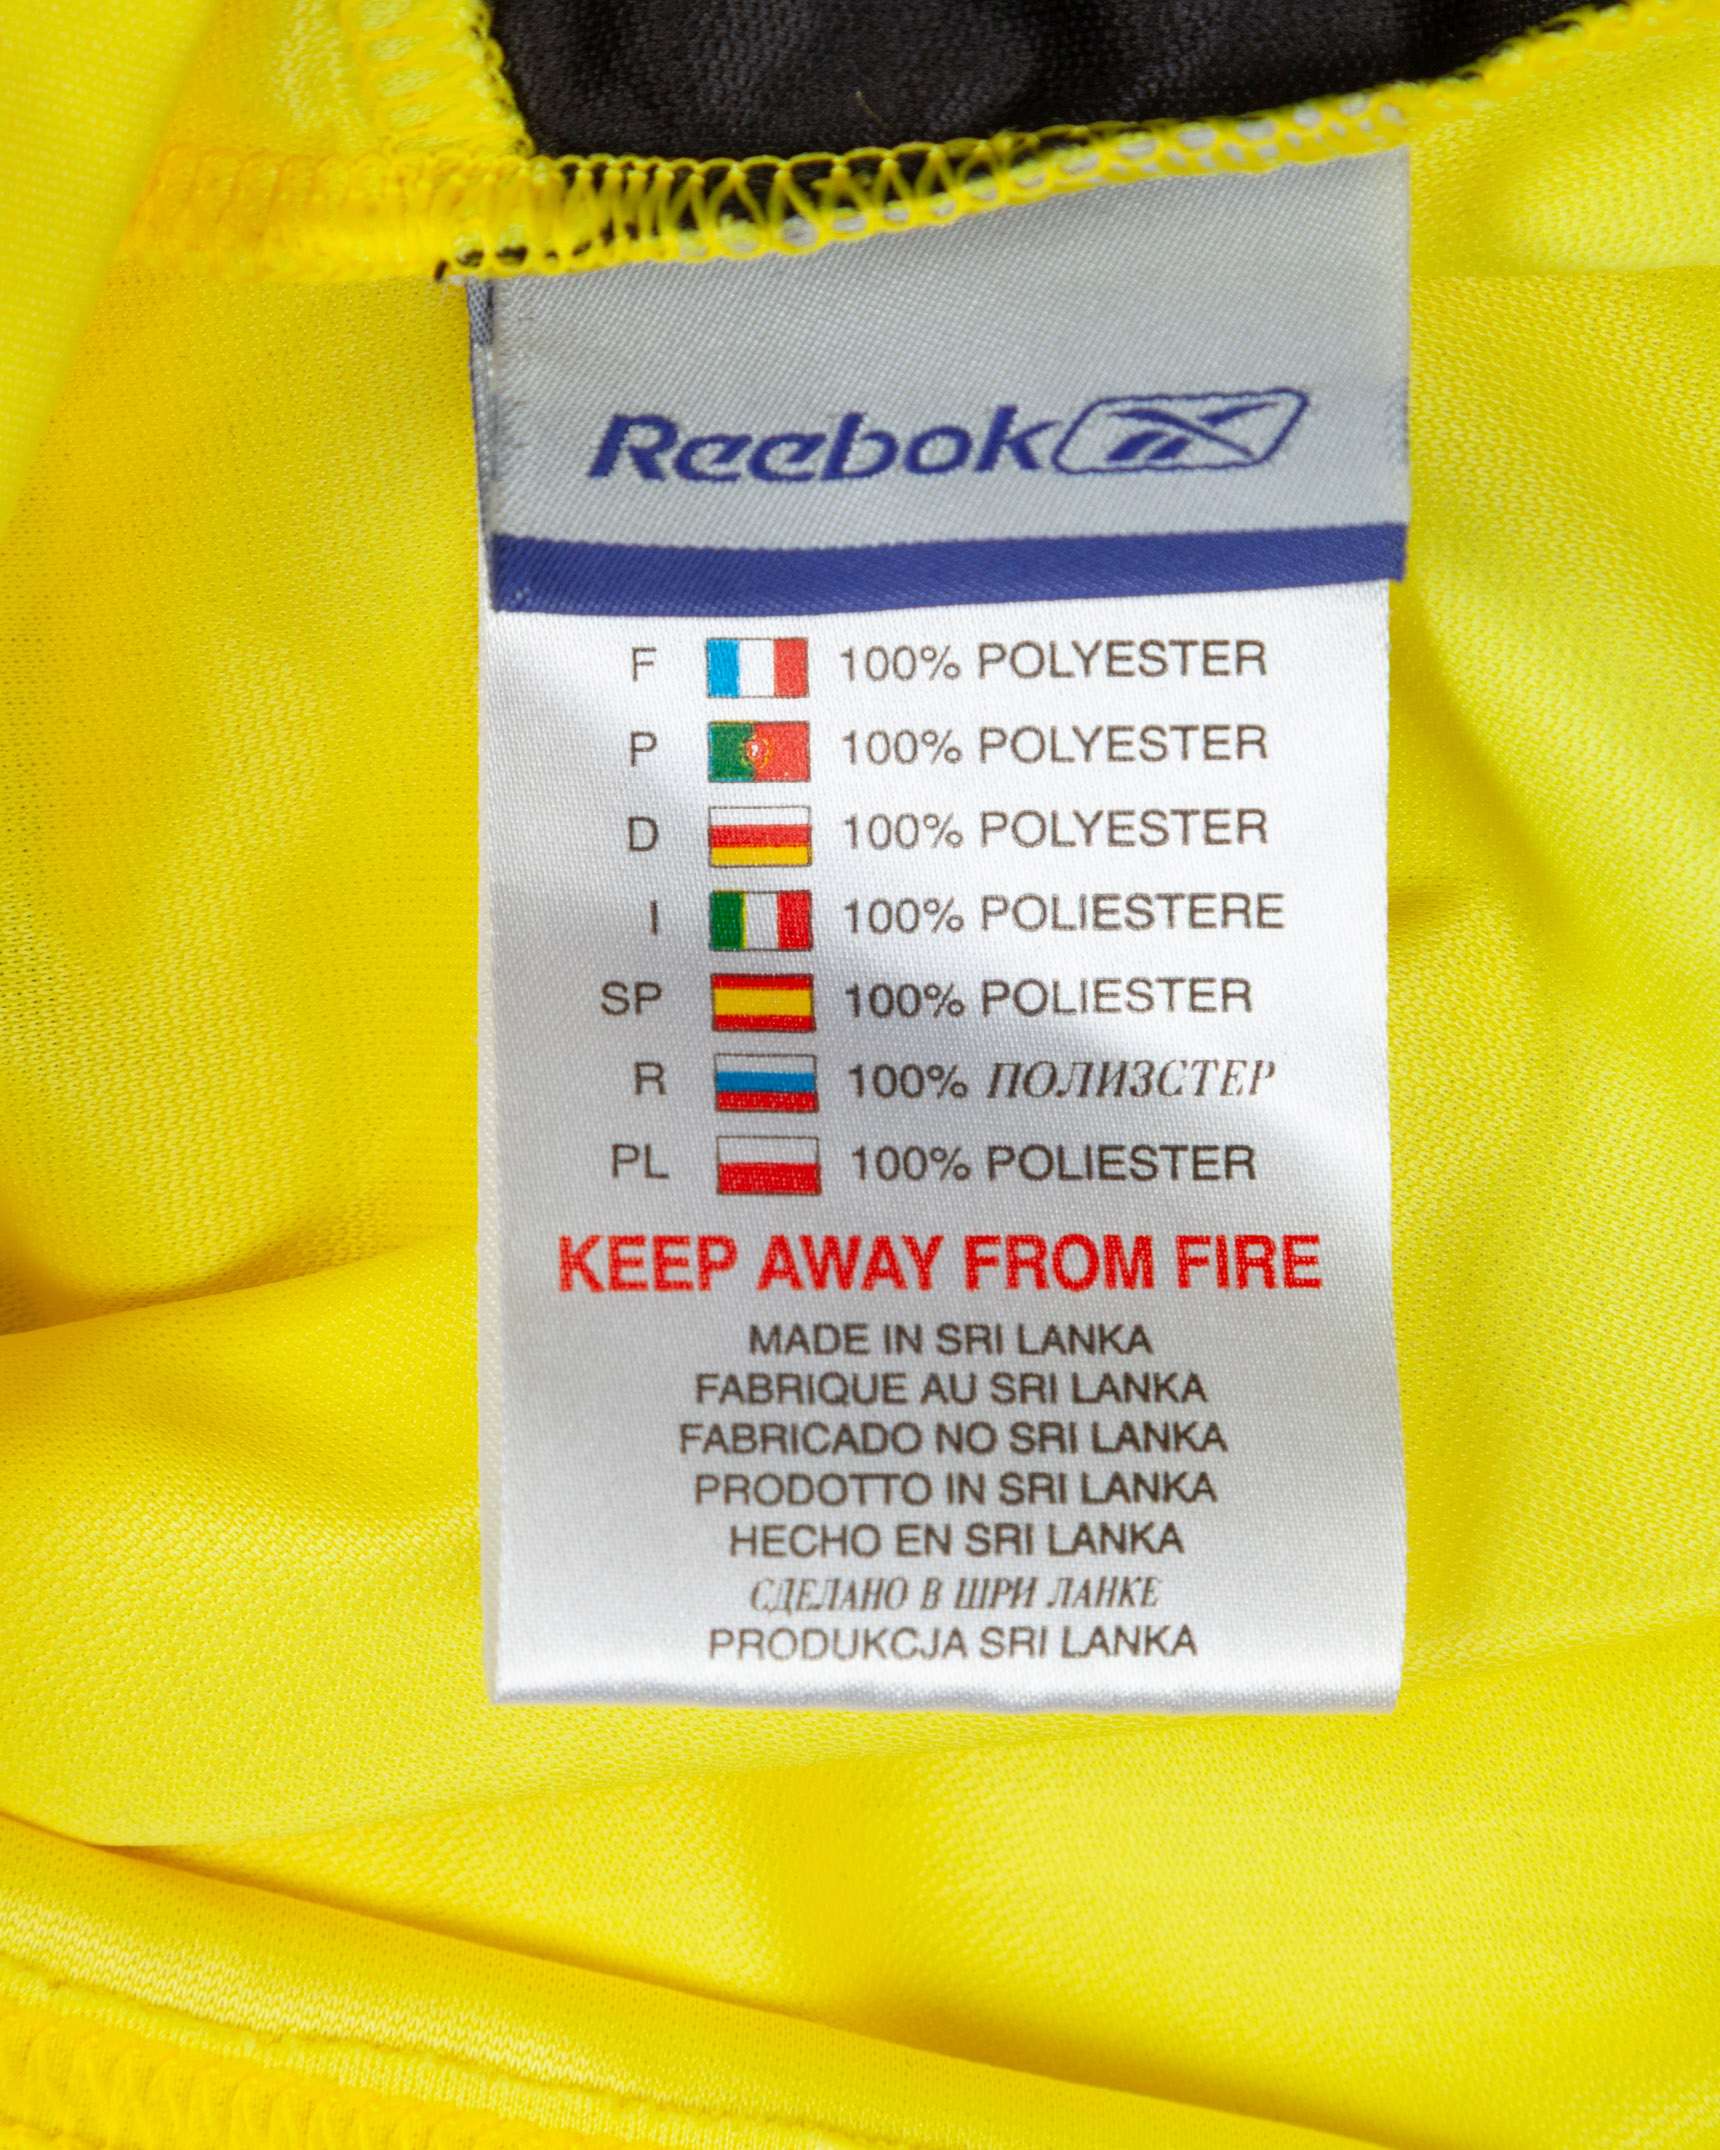 Reebok
F 100% POLYESTER
P 100% POLYESTER
D 100% POLYESTER
I 100% POLIESTERE
SP 100% POLIESTER
R 100% ПОЛИЗСТЕР
PL 100% POLIESTER
KEEP AWAY FROM FIRE
MADE IN SRI LANKA
FABRIQUE AU SRI LANKA
FABRICADO NO SRI LANKA
PRODOTTO IN SRI LANKA
HECHO EN SRI LANKA
СДЕЛАНО В ШРИ ЛАНКЕ
PRODUKCJA SRI LANKA